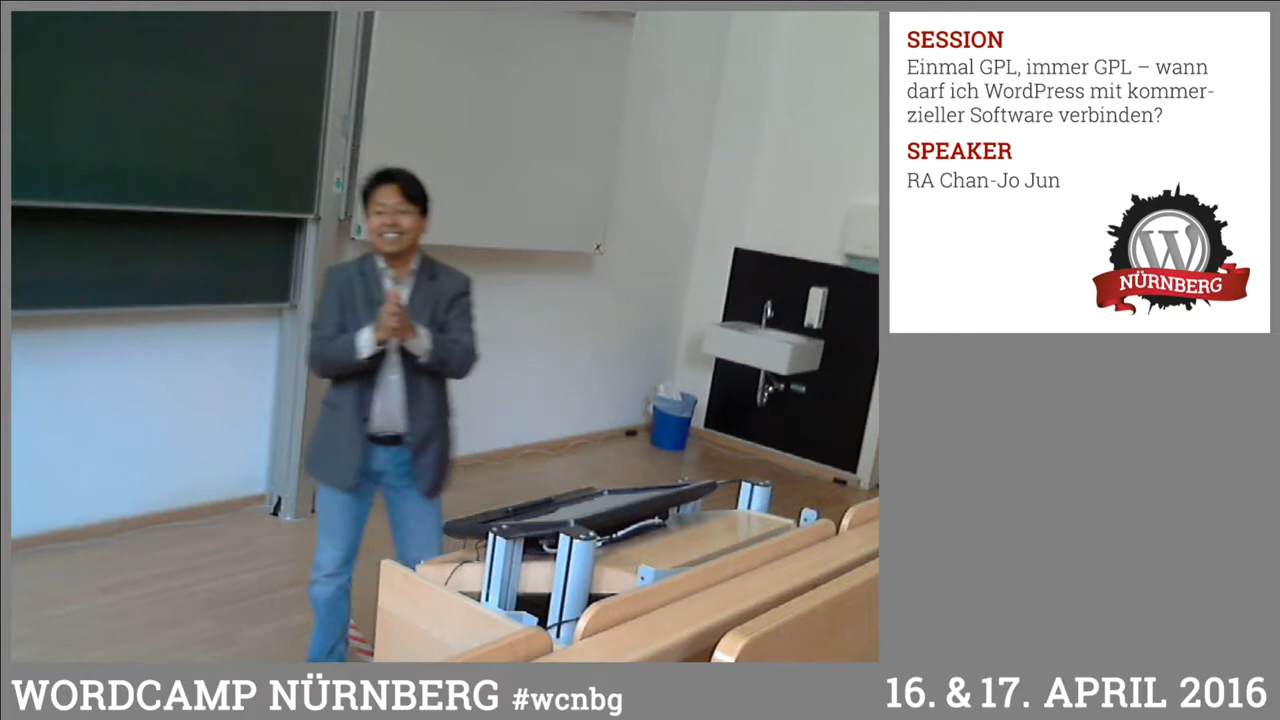 SESSION
Einmal GPL, immer GPL – wann
darf ich WordPress mit kommer-
zieller Software verbinden?
SPEAKER
RA Chan-Jo Jun
W
NÜRNBERG
WORDCAMP NÜRNBERG #wcnbg
16. & 17. APRIL 2016